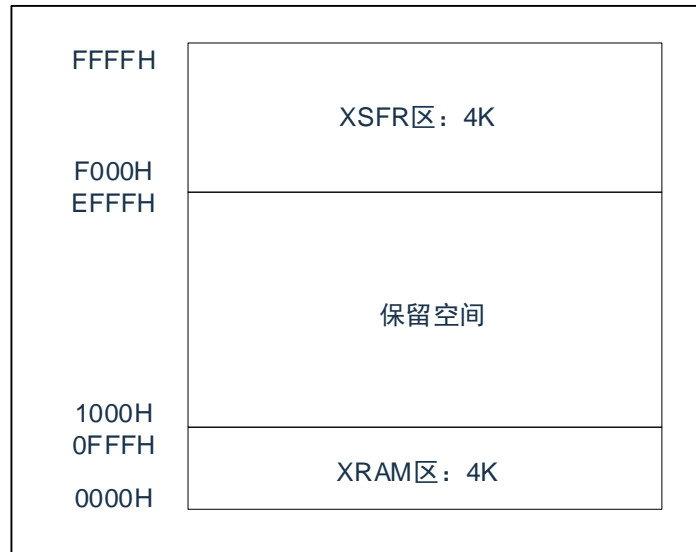 FFFFH
XSFR区：4K
F000H
EFFFH
保留空间
1000H
0FFFH
XRAM区：4K
0000H